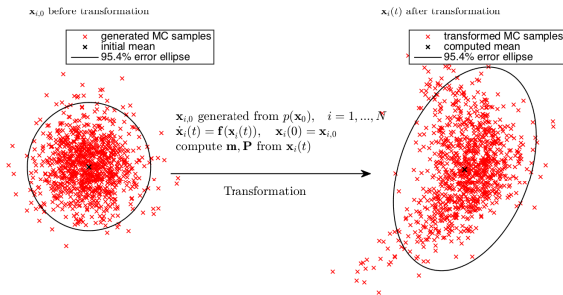 x_{i,0} before transformation
generated MC samples
initial mean
95.4% error ellipse
x_{i,0} generated from p(x_0), i = 1, ..., N
ẋ_i(t) = f(x_i(t)), x_i(0) = x_{i,0}
compute m, P from x_i(t)
Transformation
x_i(t) after transformation
transformed MC samples
computed mean
95.4% error ellipse